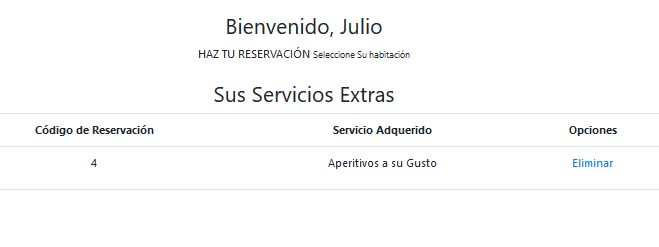 Bienvenido, Julio
HAZ TU RESERVACIÓN Seleccione Su habitación
Sus Servicios Extras
Código de Reservación Servicio Adquerido Opciones
4 Aperitivos a su Gusto Eliminar